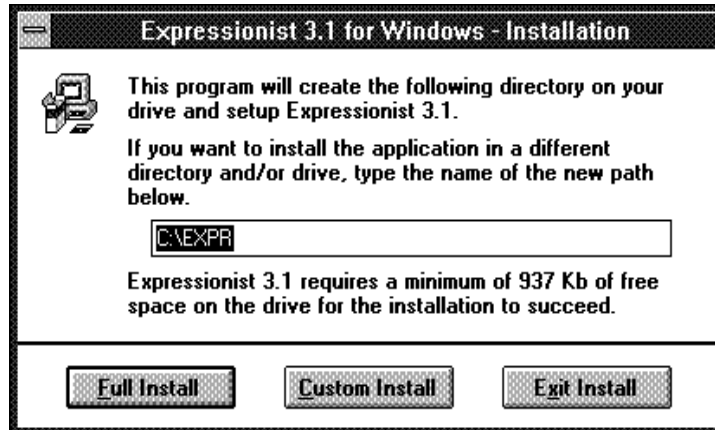 Expressionist 3.1 for Windows - Installation
This program will create the following directory on your
drive and setup Expressionist 3.1.
If you want to install the application in a different
directory and/or drive, type the name of the new path
below.
C:\EXPR
Expressionist 3.1 requires a minimum of 937 Kb of free
space on the drive for the installation to succeed.
Full Install Custom Install Exit Install